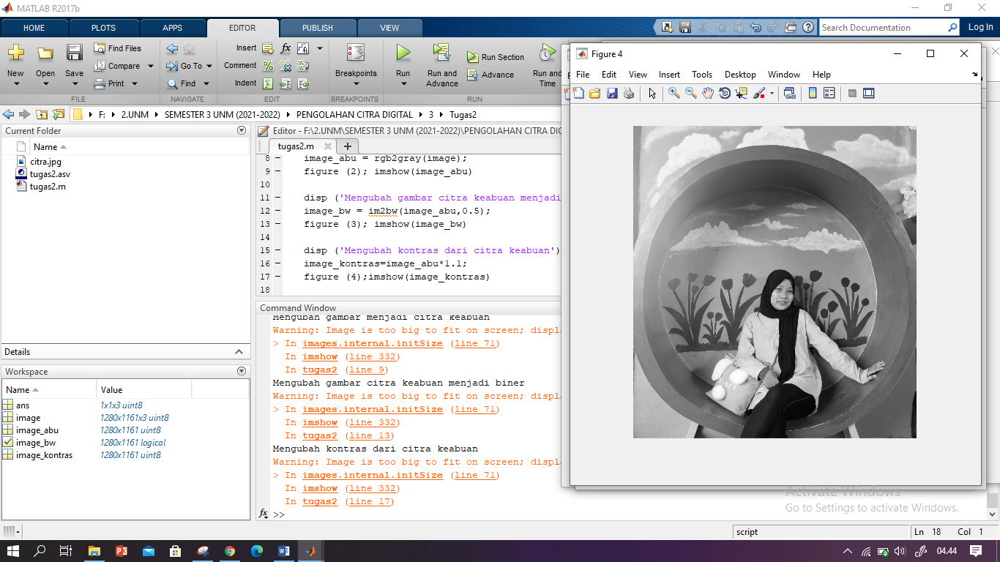 MATLAB R2017b
HOME PLOTS APPS EDITOR PUBLISH VIEW
Search Documentation
Log In
New Open Save
Find Files
Compare
Print
FILE
Go To
Find
NAVIGATE
Insert fx
Comment
Indent
EDIT
Breakpoints
BREAKPOINTS
Run
Run and Advance
Run Section
Advance
Run and Time
RUN
F: 2.UNM SEMESTER 3 UNM (2021-2022) PENGOLAHAN CITRA DIGITAL 3 Tugas2
Current Folder
Name
citra.jpg
tugas2.asv
tugas2.m
Details
Workspace
Name Value
ans 1x1x3 uint8
image 1280x1161x3 uint8
image_abu 1280x1161 uint8
image_bw 1280x1161 logical
image_kontras 1280x1161 uint8
Editor - F:\2.UNM\SEMESTER 3 UNM (2021-2022)\PENGOLAHAN CITRA DIG
tugas2.m
8 – image_abu = rgb2gray(image);
9 – figure (2); imshow(image_abu)
10
11 – disp ('Mengubah gambar citra keabuan menjadi
12 – image_bw = im2bw(image_abu,0.5);
13 – figure (3); imshow(image_bw)
14
15 – disp ('Mengubah kontras dari citra keabuan')
16 – image_kontras=image_abu*1.1;
17 – figure (4);imshow(image_kontras)
18
Command Window
Mengubah gambar menjadi citra keabuan
Warning: Image is too big to fit on screen; displ
> In images.internal.initSize (line 71)
In imshow (line 332)
In tugas2 (line 9)
Mengubah gambar citra keabuan menjadi biner
Warning: Image is too big to fit on screen; displ
> In images.internal.initSize (line 71)
In imshow (line 332)
In tugas2 (line 13)
Mengubah kontras dari citra keabuan
Warning: Image is too big to fit on screen; displ
> In images.internal.initSize (line 71)
In imshow (line 332)
In tugas2 (line 17)
fx >>
Figure 4
File Edit View Insert Tools Desktop Window Help
Activate Windows
Go to Settings to activate Windows.
script
Ln 18 Col 1
04.44